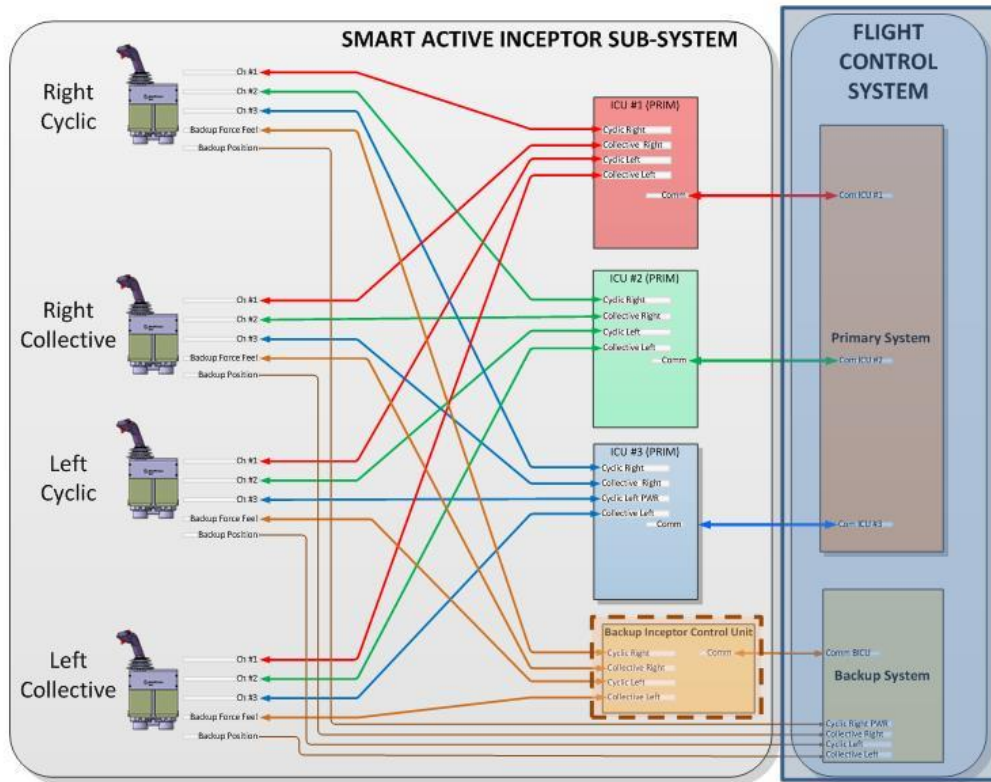 SMART ACTIVE INCEPTOR SUB-SYSTEM
FLIGHT
CONTROL
SYSTEM
Right
Cyclic
Ch #1
Ch #2
Ch #3
Backup Force Feel
Backup Position
Right
Collective
Ch #1
Ch #2
Ch #3
Backup Force Feel
Backup Position
Left
Cyclic
Ch #1
Ch #2
Ch #3
Backup Force Feel
Backup Position
Left
Collective
Ch #1
Ch #2
Ch #3
Backup Force Feel
Backup Position
ICU #1 (PRIM)
Cyclic Right
Collective Right
Cyclic Left
Collective Left
Comm
ICU #2 (PRIM)
Cyclic Right
Collective Right
Cyclic Left
Collective Left
Comm
ICU #3 (PRIM)
Cyclic Right
Collective Right
Cyclic Left PWR
Collective Left
Comm
Backup Inceptor Control Unit
Cyclic Right
Collective Right
Cyclic Left
Collective Left
Comm
Com ICU #1
Primary System
Com ICU #2
Com ICU #3
Comm BICU
Backup System
Cyclic Right PWR
Collective Right
Cyclic Left
Collective Left